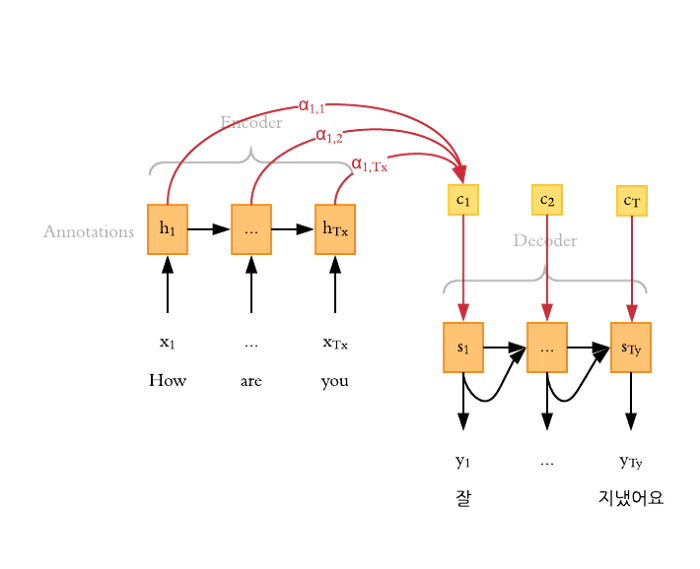 α1,1
Encoder
α1,2
α1,Tx
c1 c2 cT
Annotations h1 ... hTx
Decoder
x1 ... xTx
s1 ... sTy
How are you
y1 ... yTy
잘 지냈어요